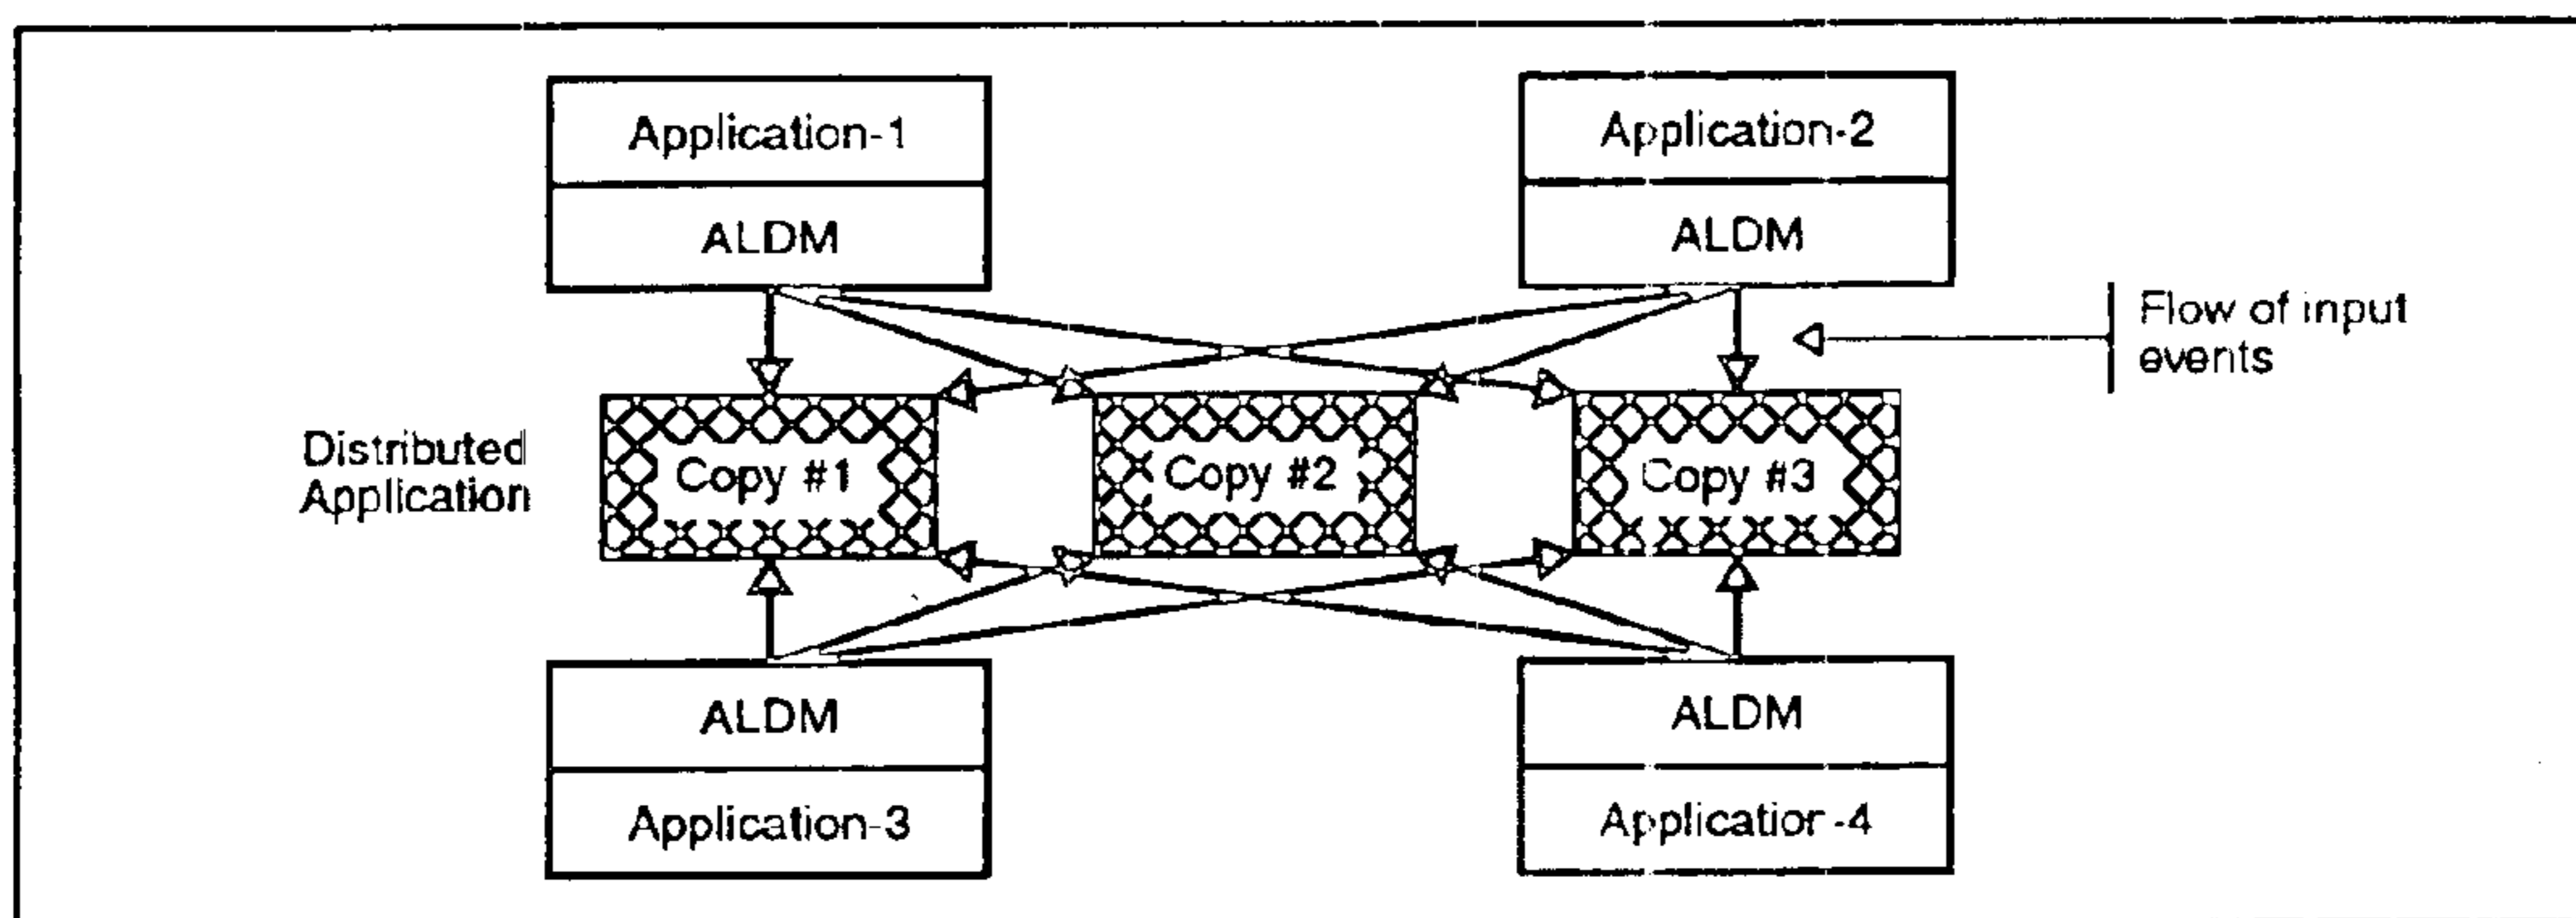 Application-1
Application-2
ALDM
ALDM
Flow of input
events
Distributed
Application
Copy #1
Copy #2
Copy #3
ALDM
ALDM
Application-3
Application-4